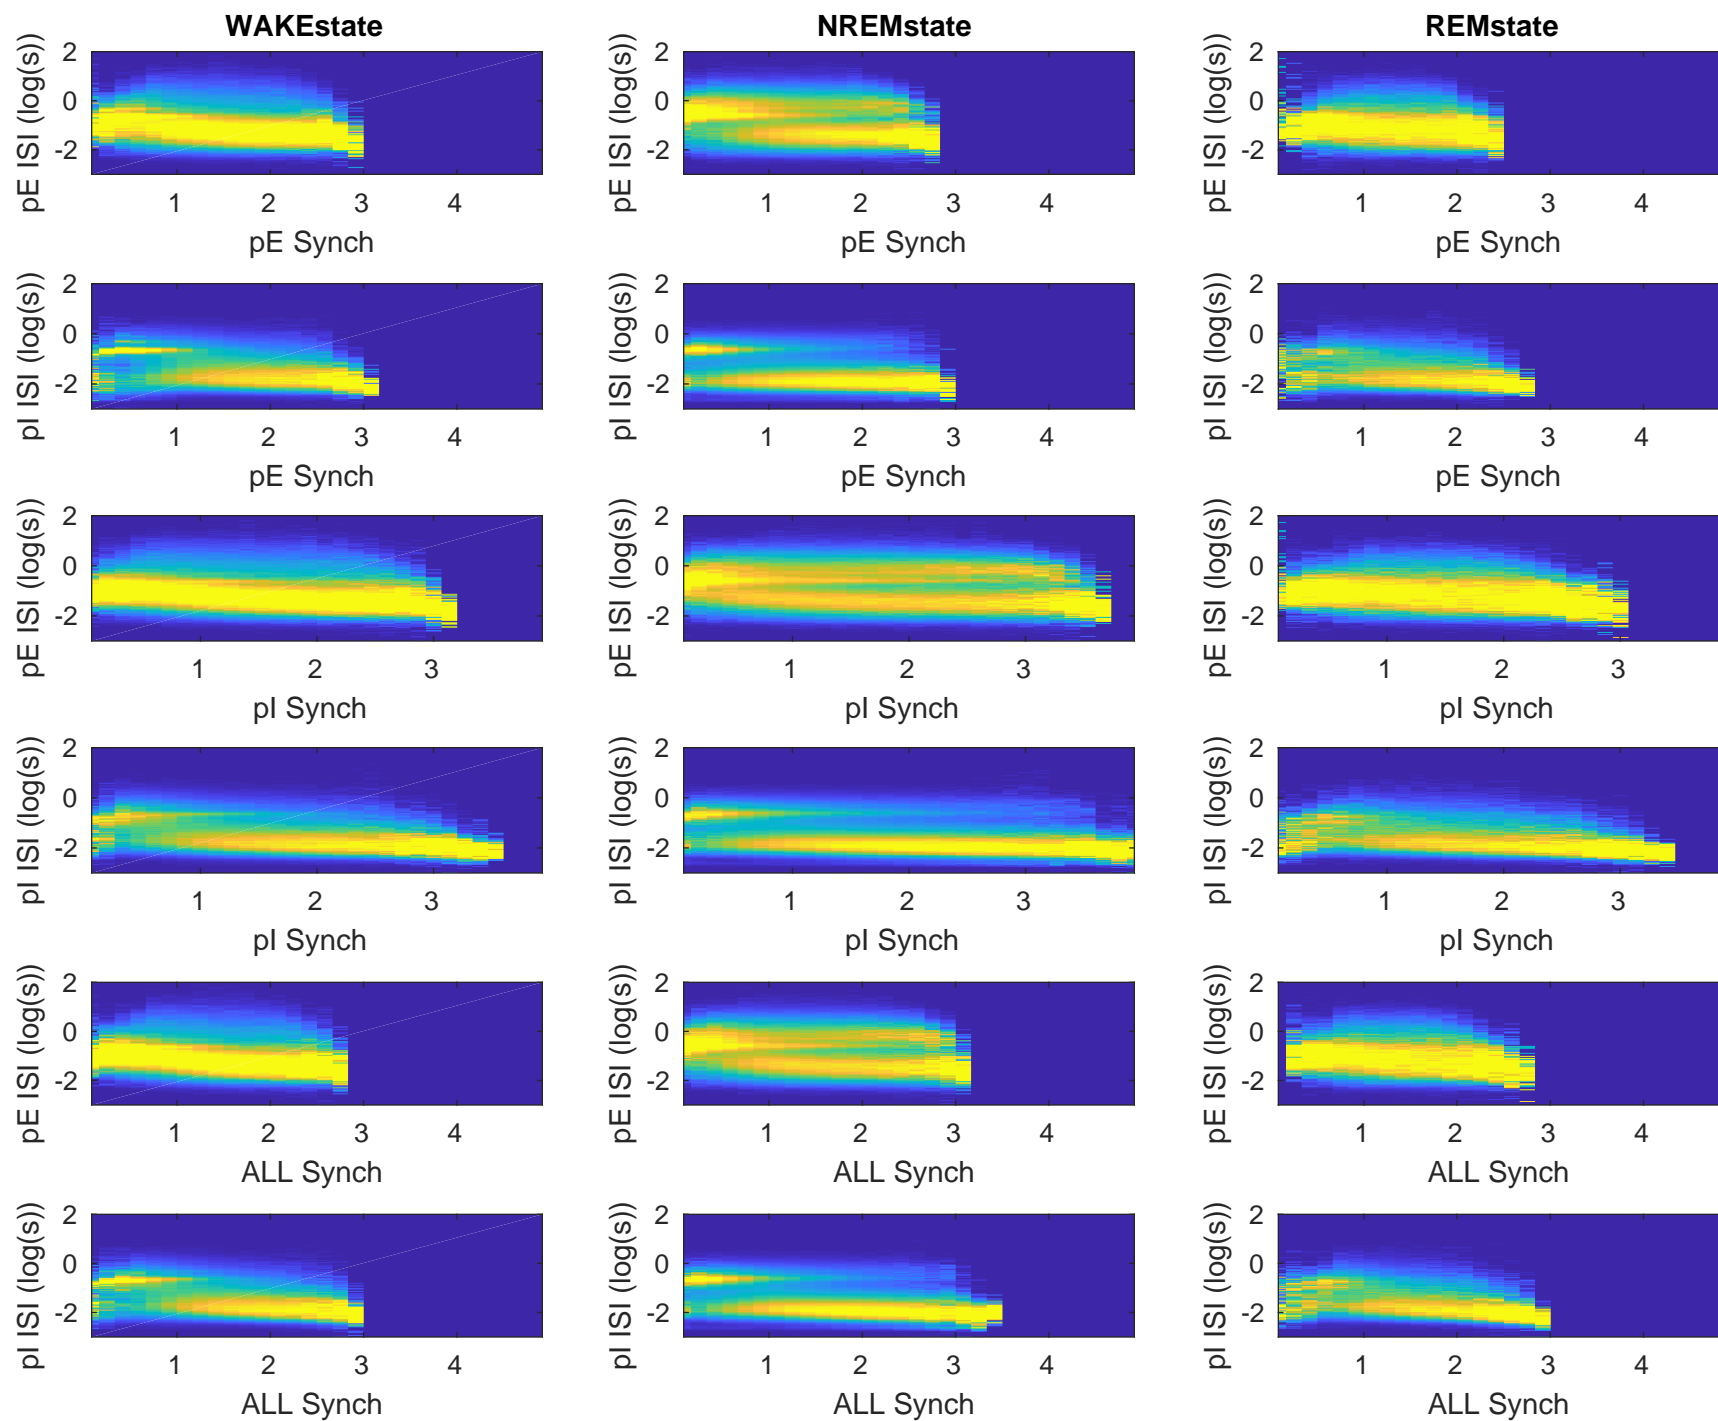 WAKEstate NREMstate REMstate
2 0 -2 pE ISI (log(s)) 1 2 3 4 pE Synch
2 0 -2 pE ISI (log(s)) 1 2 3 4 pE Synch
2 0 -2 pE ISI (log(s)) 1 2 3 4 pE Synch
2 0 -2 pI ISI (log(s)) 1 2 3 4 pE Synch
2 0 -2 pI ISI (log(s)) 1 2 3 4 pE Synch
2 0 -2 pI ISI (log(s)) 1 2 3 4 pE Synch
2 0 -2 pE ISI (log(s)) 1 2 3 pI Synch
2 0 -2 pE ISI (log(s)) 1 2 3 pI Synch
2 0 -2 pE ISI (log(s)) 1 2 3 pI Synch
2 0 -2 pI ISI (log(s)) 1 2 3 pI Synch
2 0 -2 pI ISI (log(s)) 1 2 3 pI Synch
2 0 -2 pI ISI (log(s)) 1 2 3 pI Synch
2 0 -2 pE ISI (log(s)) 1 2 3 4 ALL Synch
2 0 -2 pE ISI (log(s)) 1 2 3 4 ALL Synch
2 0 -2 pE ISI (log(s)) 1 2 3 4 ALL Synch
2 0 -2 pI ISI (log(s)) 1 2 3 4 ALL Synch
2 0 -2 pI ISI (log(s)) 1 2 3 4 ALL Synch
2 0 -2 pI ISI (log(s)) 1 2 3 4 ALL Synch